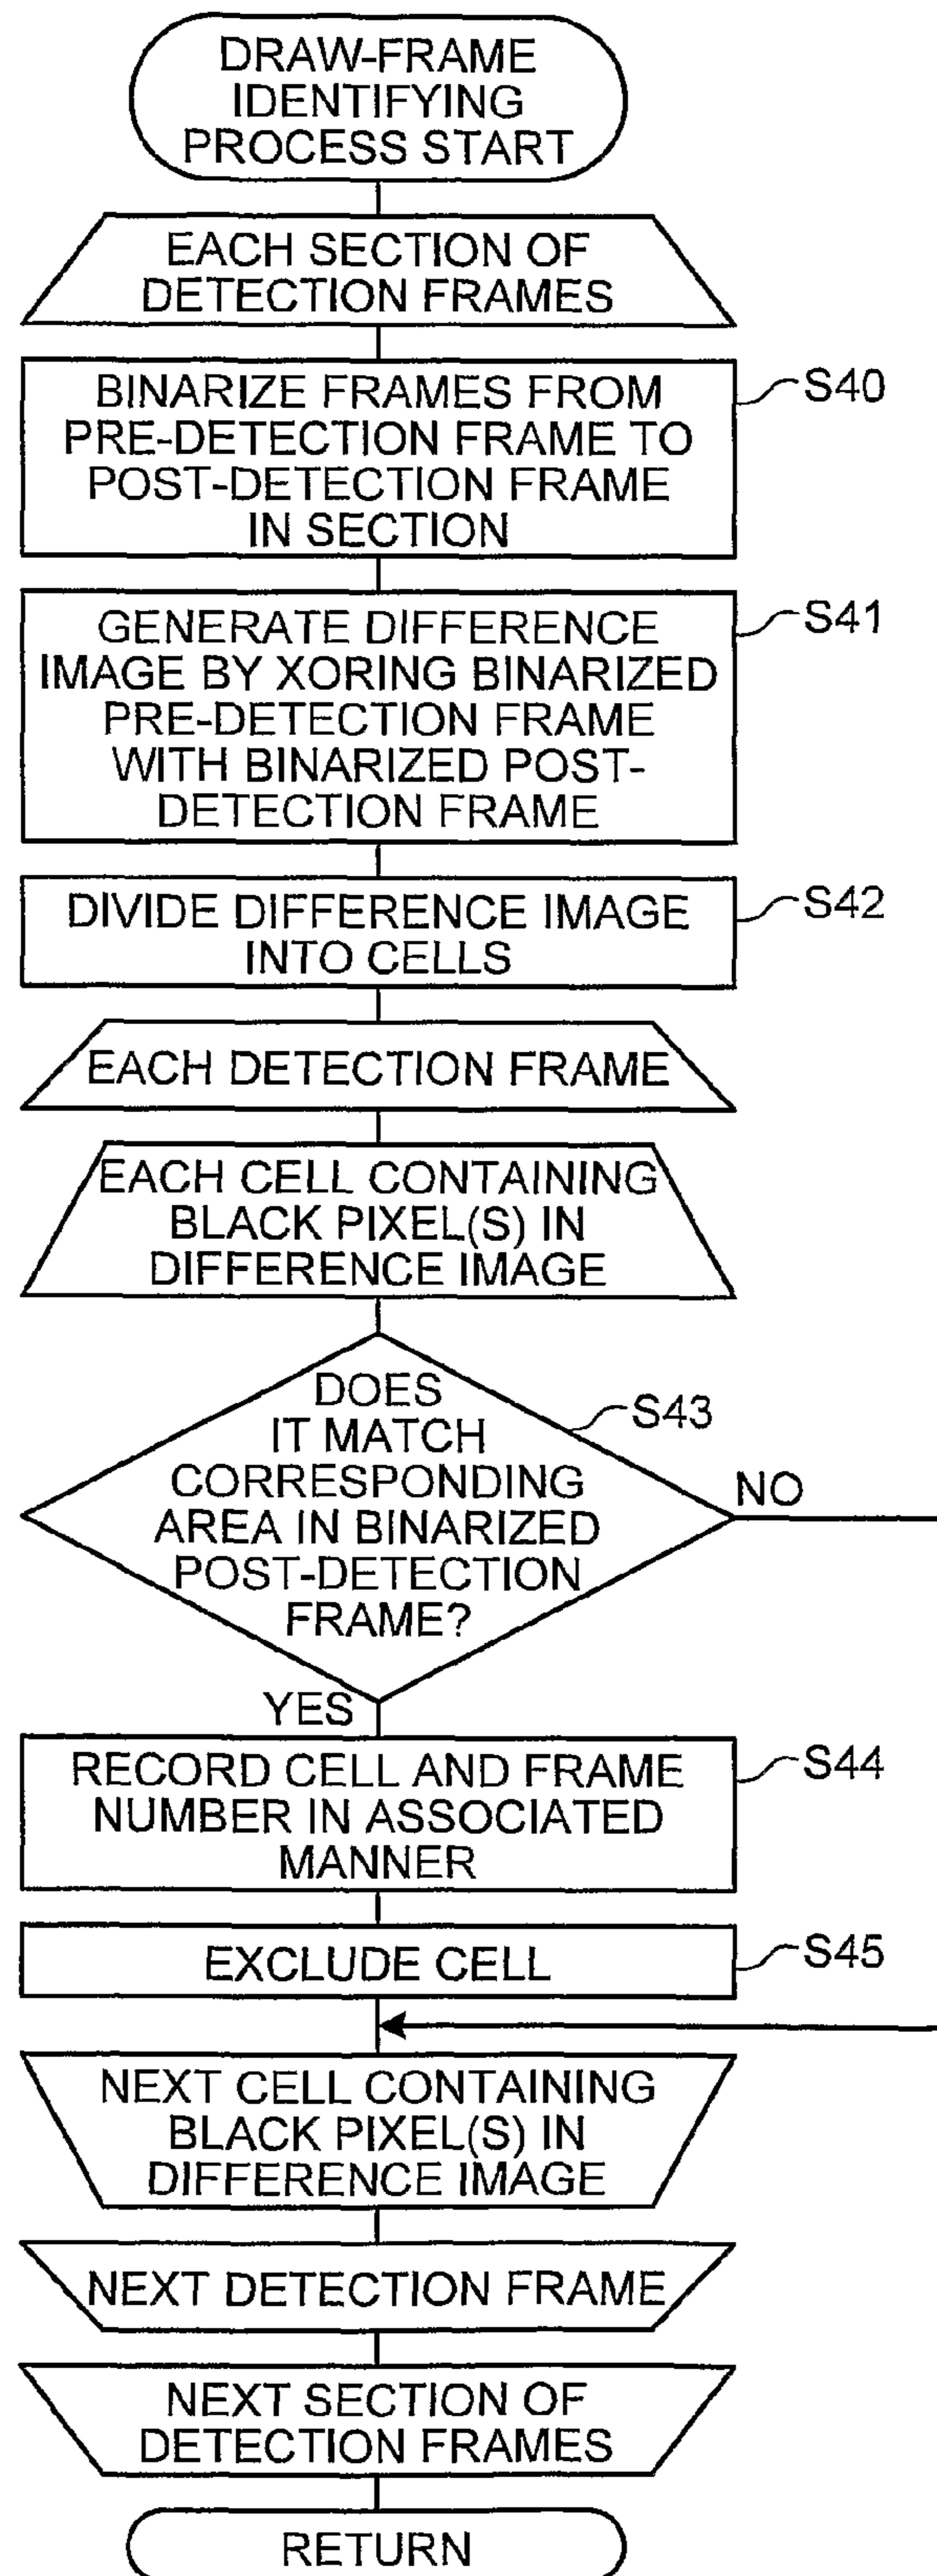 DRAW-FRAME
IDENTIFYING
PROCESS START
EACH SECTION OF
DETECTION FRAMES
BINARIZE FRAMES FROM
PRE-DETECTION FRAME TO
POST-DETECTION FRAME
IN SECTION
S40
GENERATE DIFFERENCE
IMAGE BY XORING BINARIZED
PRE-DETECTION FRAME
WITH BINARIZED POST-
DETECTION FRAME
S41
DIVIDE DIFFERENCE IMAGE
INTO CELLS
S42
EACH DETECTION FRAME
EACH CELL CONTAINING
BLACK PIXEL(S) IN
DIFFERENCE IMAGE
DOES
IT MATCH
CORRESPONDING
AREA IN BINARIZED
POST-DETECTION
FRAME?
S43
NO
YES
RECORD CELL AND FRAME
NUMBER IN ASSOCIATED
MANNER
S44
EXCLUDE CELL
S45
NEXT CELL CONTAINING
BLACK PIXEL(S) IN
DIFFERENCE IMAGE
NEXT DETECTION FRAME
NEXT SECTION OF
DETECTION FRAMES
RETURN